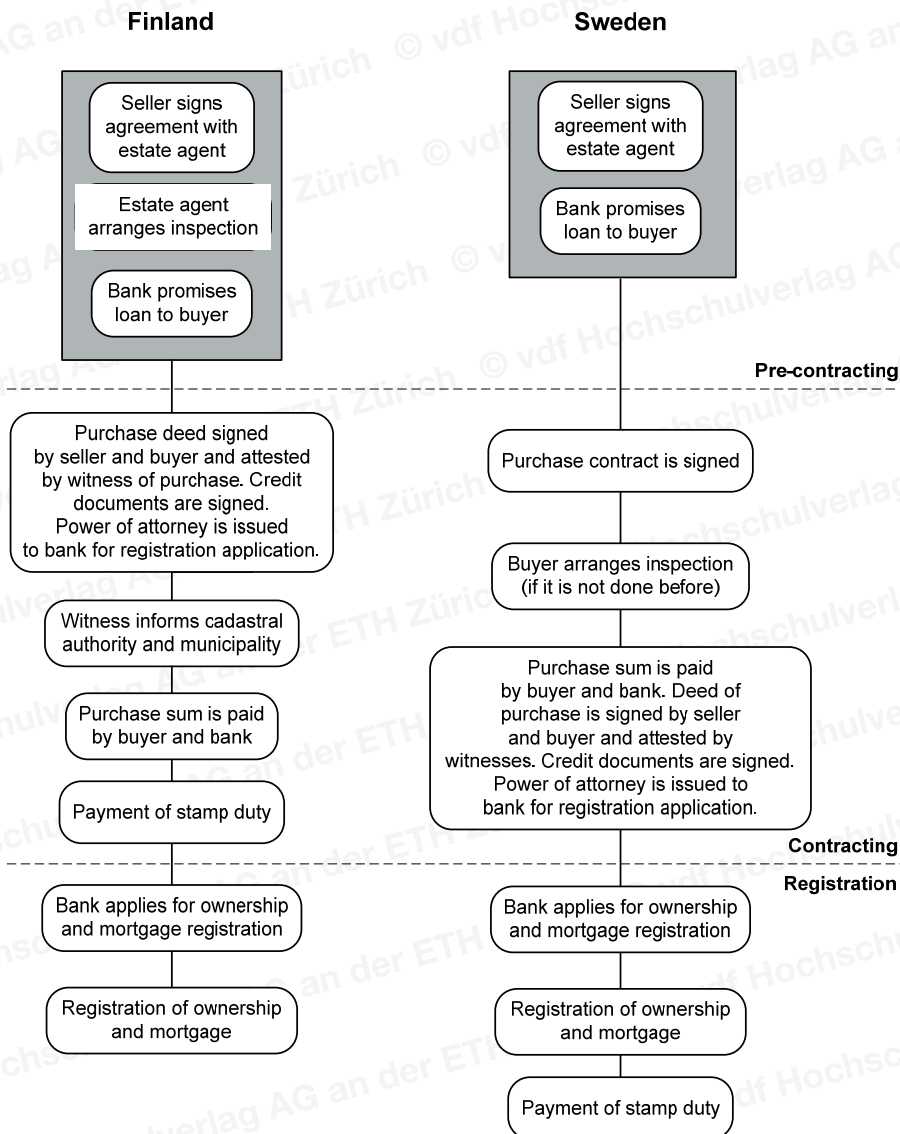 Finland
Seller signs
agreement with
estate agent
Estate agent
arranges inspection
Bank promises
loan to buyer
Purchase deed signed
by seller and buyer and attested
by witness of purchase. Credit
documents are signed.
Power of attorney is issued
to bank for registration application.
Witness informs cadastral
authority and municipality
Purchase sum is paid
by buyer and bank
Payment of stamp duty
Bank applies for ownership
and mortgage registration
Registration of ownership
and mortgage
Sweden
Seller signs
agreement with
estate agent
Bank promises
loan to buyer
Pre-contracting
Purchase contract is signed
Buyer arranges inspection
(if it is not done before)
Purchase sum is paid
by buyer and bank. Deed of
purchase is signed by seller
and buyer and attested by
witnesses. Credit documents are signed.
Power of attorney is issued to
bank for registration application.
Contracting
Registration
Bank applies for ownership
and mortgage registration
Registration of ownership
and mortgage
Payment of stamp duty
© vdf Hochschulverlag AG an der ETH Zürich